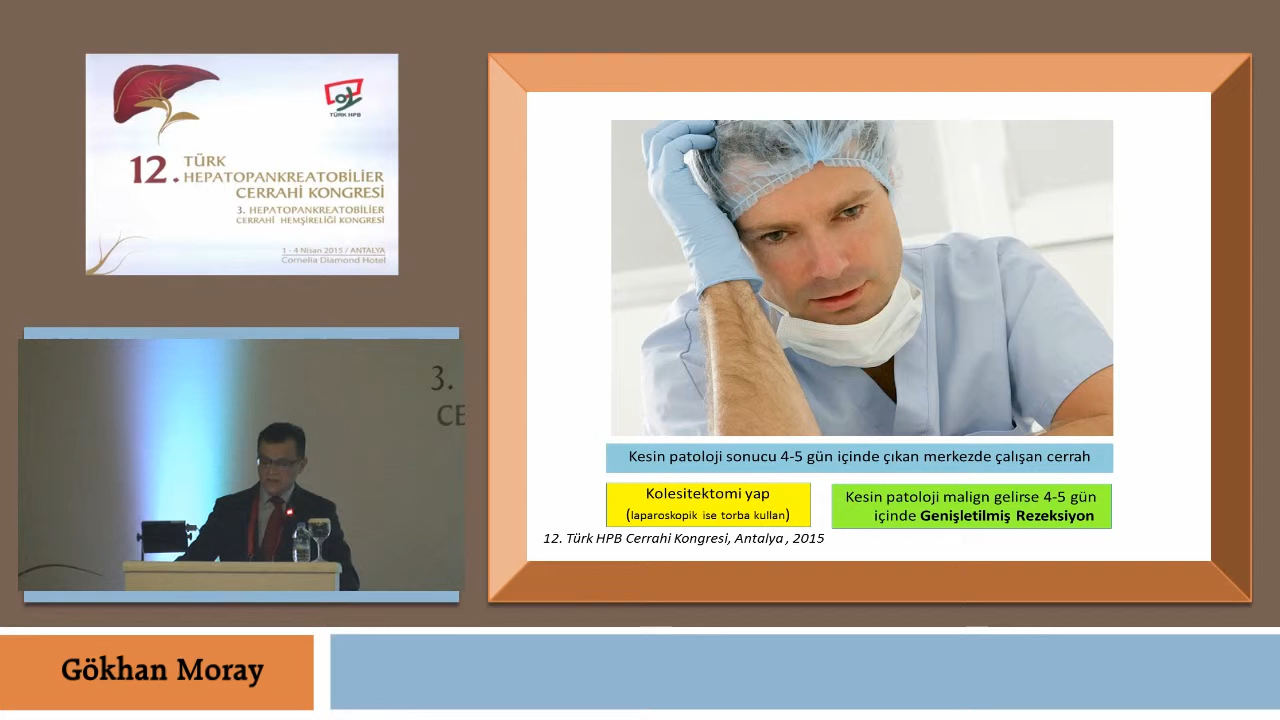 TÜRK HPB
12. TÜRK
HEPATOPANKREATOBİLİER
CERRAHİ KONGRESİ
3. HEPATOPANKREATOBİLİER
CERRAHİ HEMŞİRELİĞİ KONGRESİ
1 - 4 Nisan 2015 / ANTALYA
Cornelia Diamond Hotel
3.
CE
Kesin patoloji sonucu 4-5 gün içinde çıkan merkezde çalışan cerrah
Kolesitektomi yap
(laparoskopik ise torba kullan)
Kesin patoloji malign gelirse 4-5 gün
içinde Genişletilmiş Rezeksiyon
12. Türk HPB Cerrahi Kongresi, Antalya , 2015
Gökhan Moray